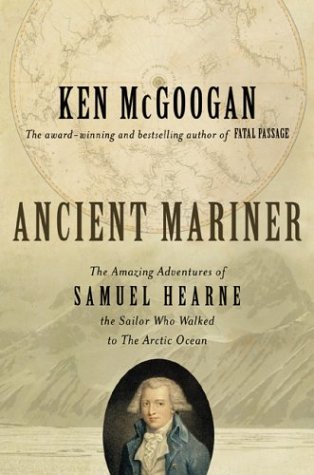 KEN McGOOGAN
The award-winning and bestselling author of FATAL PASSAGE
ANCIENT MARINER
The Amazing Adventures of
SAMUEL HEARNE
the Sailor Who Walked
to The Arctic Ocean